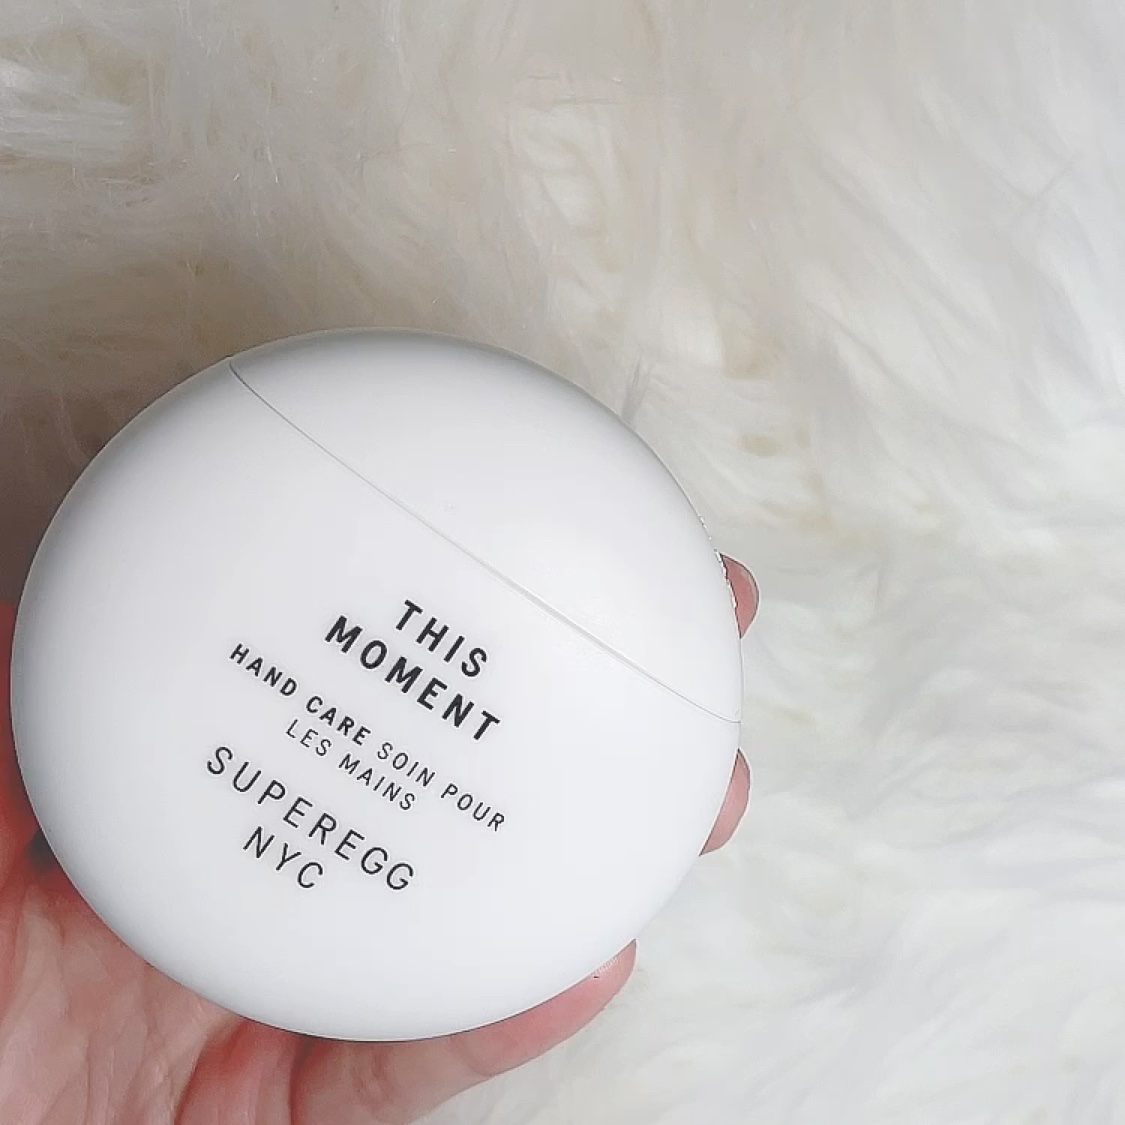 THIS
MOMENT
HAND CARE SOIN POUR
LES MAINS
SUPEREGG
NYC